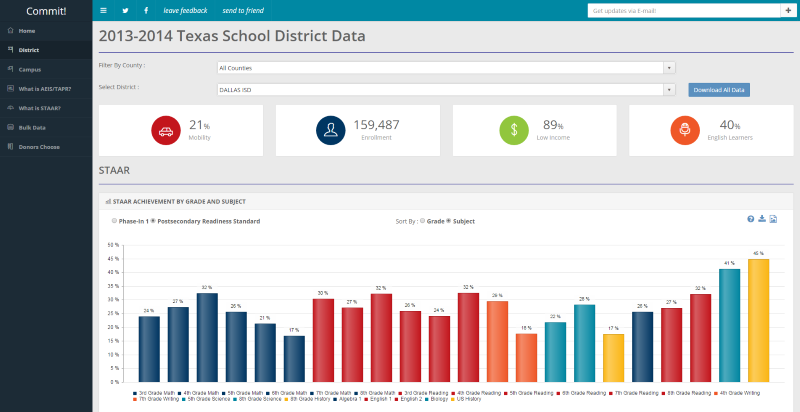 Commit!
leave feedback
send to friend
Get updates via E-mail!
Home
District
Campus
What is AEIS/TAPR?
What is STAAR?
Bulk Data
Donors Choose
2013-2014 Texas School District Data
Filter By County :
All Counties
Select District :
DALLAS ISD
Download All Data
21%
Mobility
159,487
Enrollment
89%
Low Income
40%
English Learners
STAAR
STAAR ACHIEVEMENT BY GRADE AND SUBJECT
Phase-In 1 Postsecondary Readiness Standard
Sort By : Grade Subject
50 %
45 %
40 %
35 %
30 %
25 %
20 %
15 %
10 %
5 %
0 %
24 % 27 % 32 % 26 % 21 % 17 % 30 % 27 % 32 % 26 % 24 % 32 % 29 % 18 % 22 % 28 % 17 % 26 % 27 % 32 % 41 % 45 %
3rd Grade Math 4th Grade Math 5th Grade Math 6th Grade Math 7th Grade Math 8th Grade Math 3rd Grade Reading 4th Grade Reading 5th Grade Reading 6th Grade Reading 7th Grade Reading 8th Grade Reading 4th Grade Writing
7th Grade Writing 5th Grade Science 8th Grade Science 8th Grade History Algebra 1 English 1 English 2 Biology US History